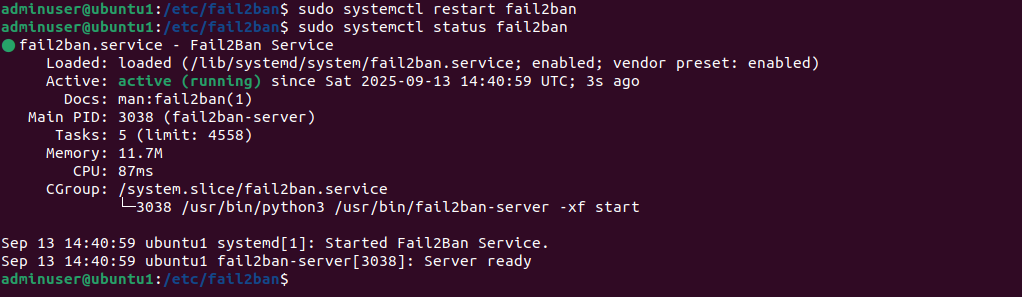 adminuser@ubuntu1:/etc/fail2ban$ sudo systemctl restart fail2ban
adminuser@ubuntu1:/etc/fail2ban$ sudo systemctl status fail2ban
● fail2ban.service - Fail2Ban Service
     Loaded: loaded (/lib/systemd/system/fail2ban.service; enabled; vendor preset: enabled)
     Active: active (running) since Sat 2025-09-13 14:40:59 UTC; 3s ago
       Docs: man:fail2ban(1)
   Main PID: 3038 (fail2ban-server)
      Tasks: 5 (limit: 4558)
     Memory: 11.7M
        CPU: 87ms
     CGroup: /system.slice/fail2ban.service
             └─3038 /usr/bin/python3 /usr/bin/fail2ban-server -xf start

Sep 13 14:40:59 ubuntu1 systemd[1]: Started Fail2Ban Service.
Sep 13 14:40:59 ubuntu1 fail2ban-server[3038]: Server ready
adminuser@ubuntu1:/etc/fail2ban$